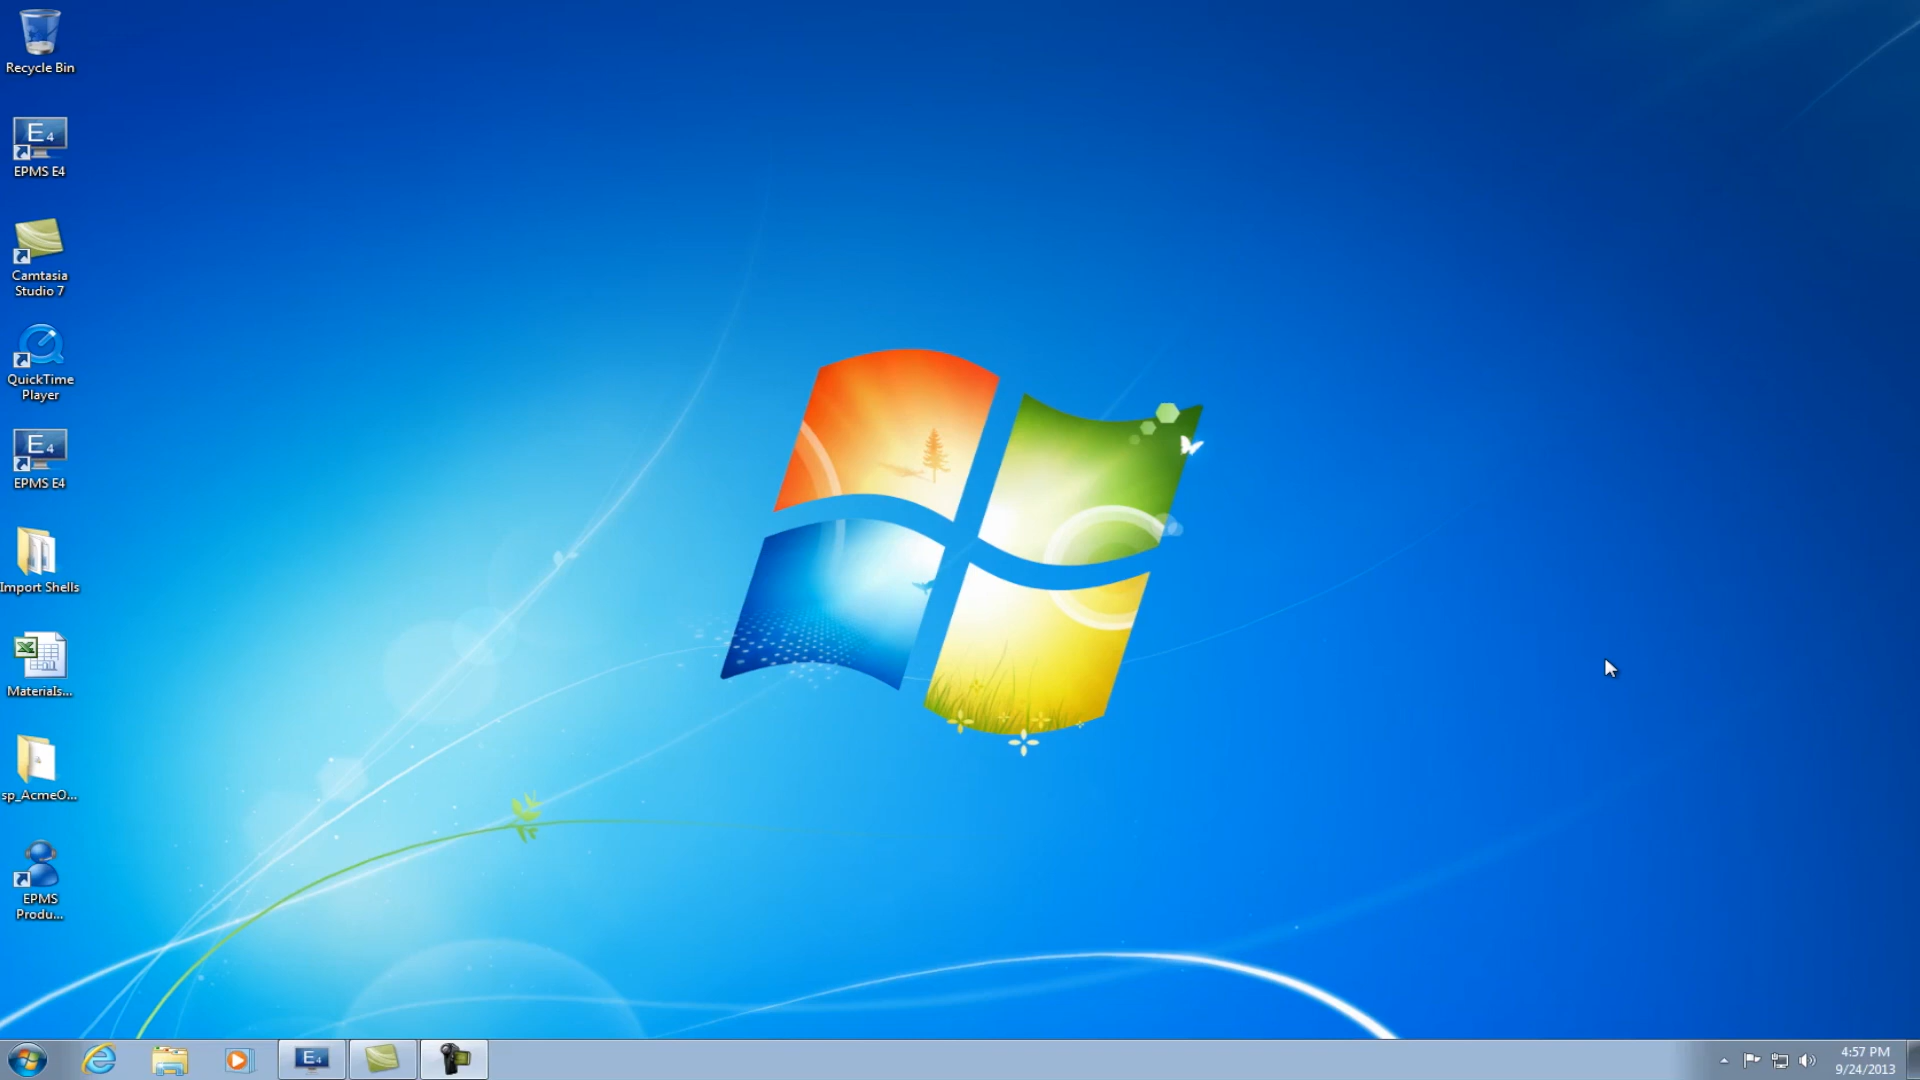 Recycle Bin
E4
EPMS E4
Camtasia
Studio 7
QuickTime
Player
E4
EPMS E4
Import Shells
Materials...
sp_AcmeO...
EPMS
Produ...
E4
4:57 PM
9/24/2013